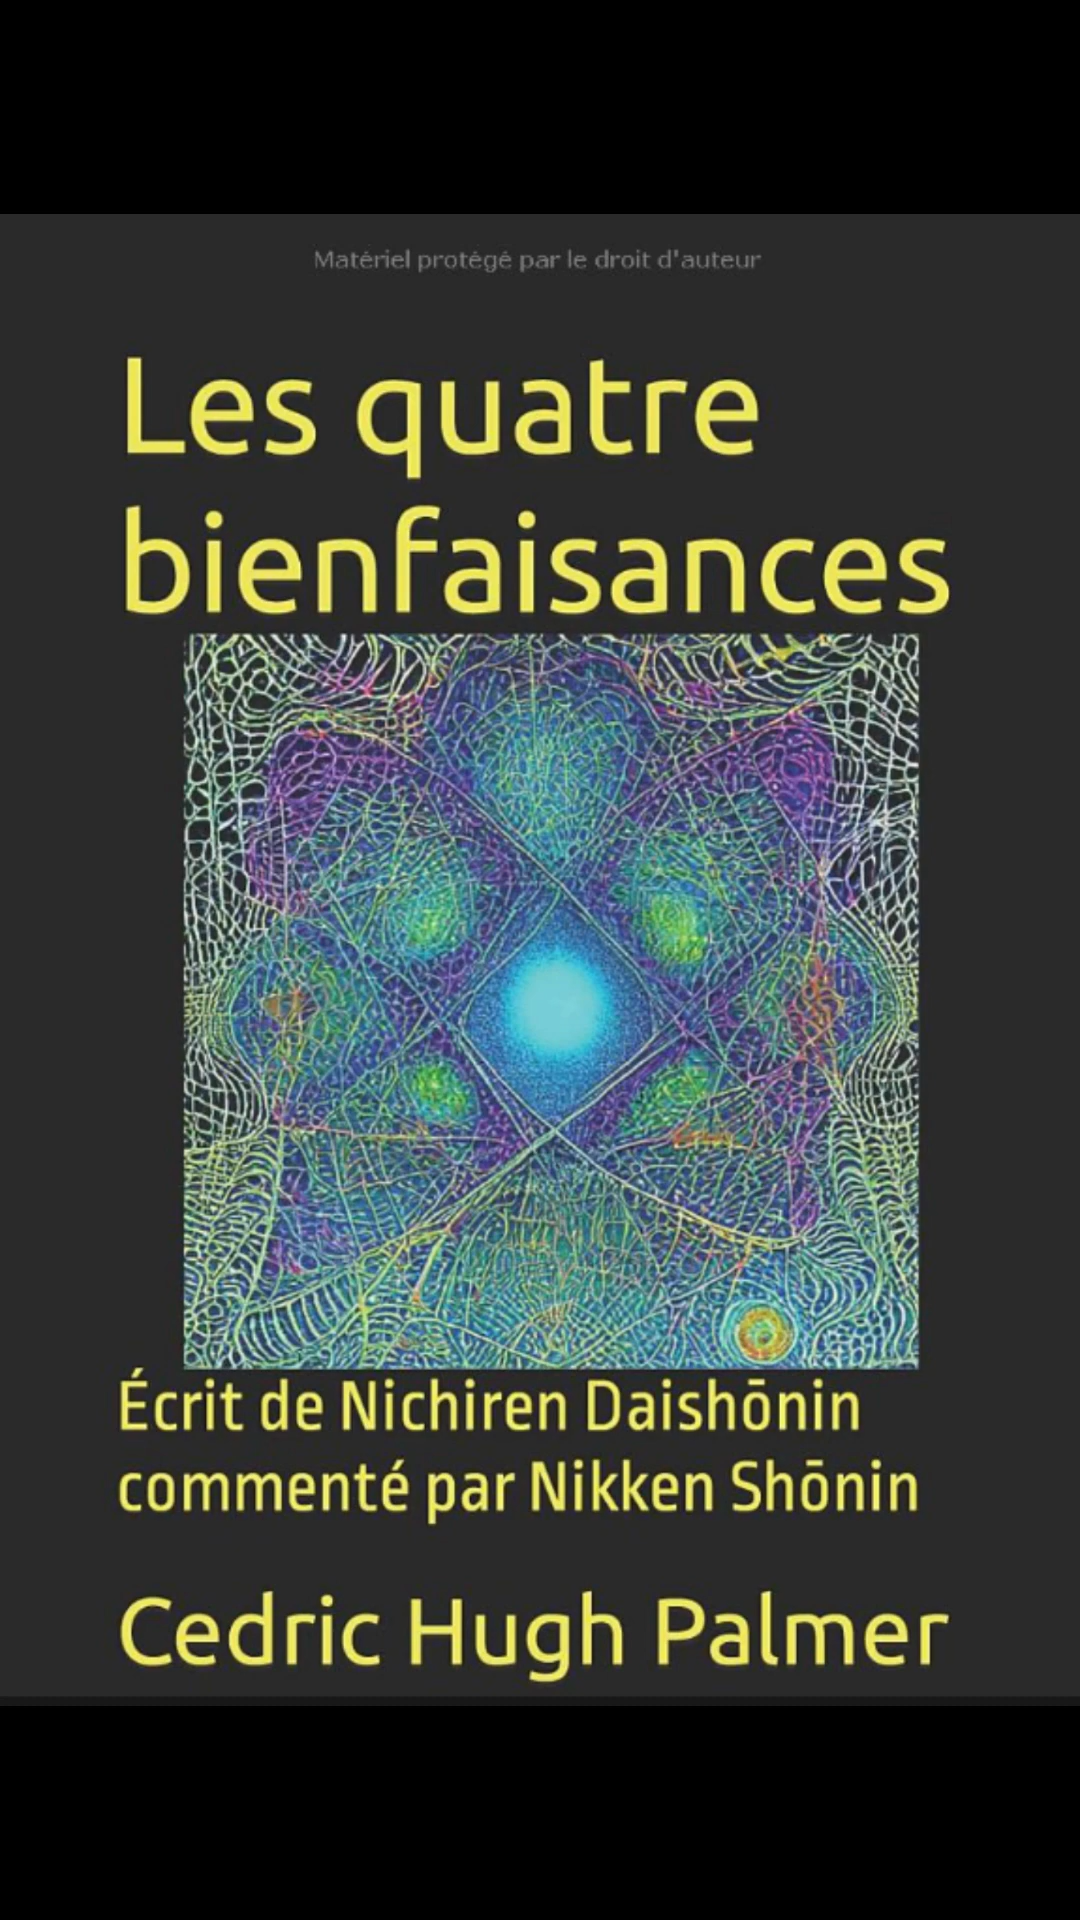 Matériel protégé par le droit d'auteur
Les quatre
bienfaisances
Écrit de Nichiren Daishōnin
commenté par Nikken Shōnin
Cedric Hugh Palmer